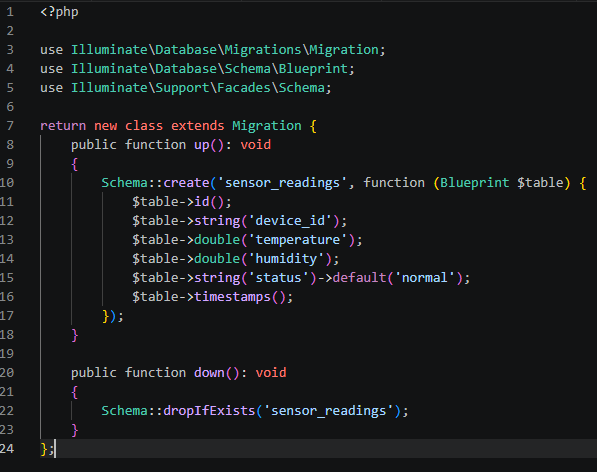 1 <?php
2
3 use Illuminate\Database\Migrations\Migration;
4 use Illuminate\Database\Schema\Blueprint;
5 use Illuminate\Support\Facades\Schema;
6
7 return new class extends Migration {
8     public function up(): void
9     {
10         Schema::create('sensor_readings', function (Blueprint $table) {
11             $table->id();
12             $table->string('device_id');
13             $table->double('temperature');
14             $table->double('humidity');
15             $table->string('status')->default('normal');
16             $table->timestamps();
17         });
18     }
19
20     public function down(): void
21     {
22         Schema::dropIfExists('sensor_readings');
23     }
24 };